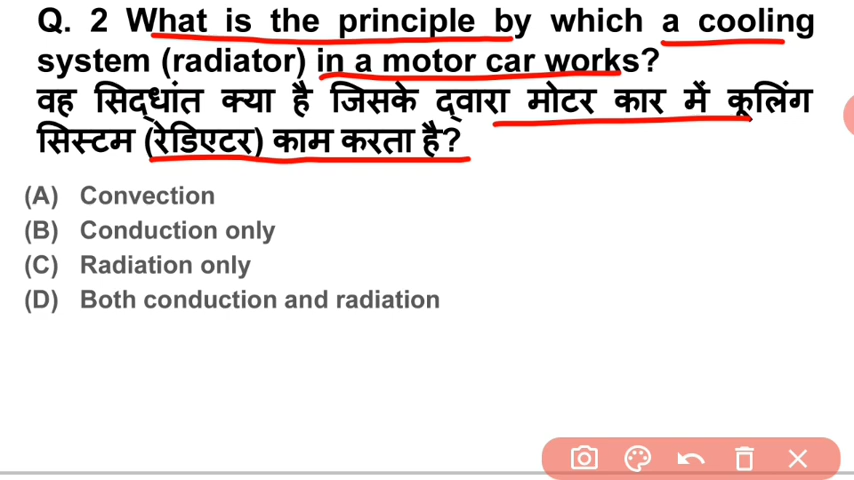 Q. 2 What is the principle by which a cooling
system (radiator) in a motor car works?
वह सिद्धांत क्या है जिसके द्वारा मोटर कार में कूलिंग
सिस्टम (रेडिएटर) काम करता है?
(A) Convection
(B) Conduction only
(C) Radiation only
(D) Both conduction and radiation